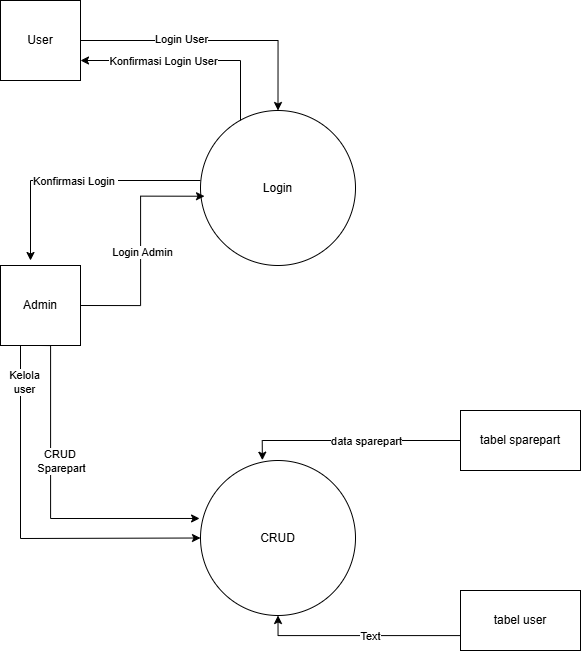 User
Login User
Konfirmasi Login User
Login
Konfirmasi Login
Login Admin
Admin
Kelola
user
CRUD
Sparepart
data sparepart
tabel sparepart
CRUD
tabel user
Text